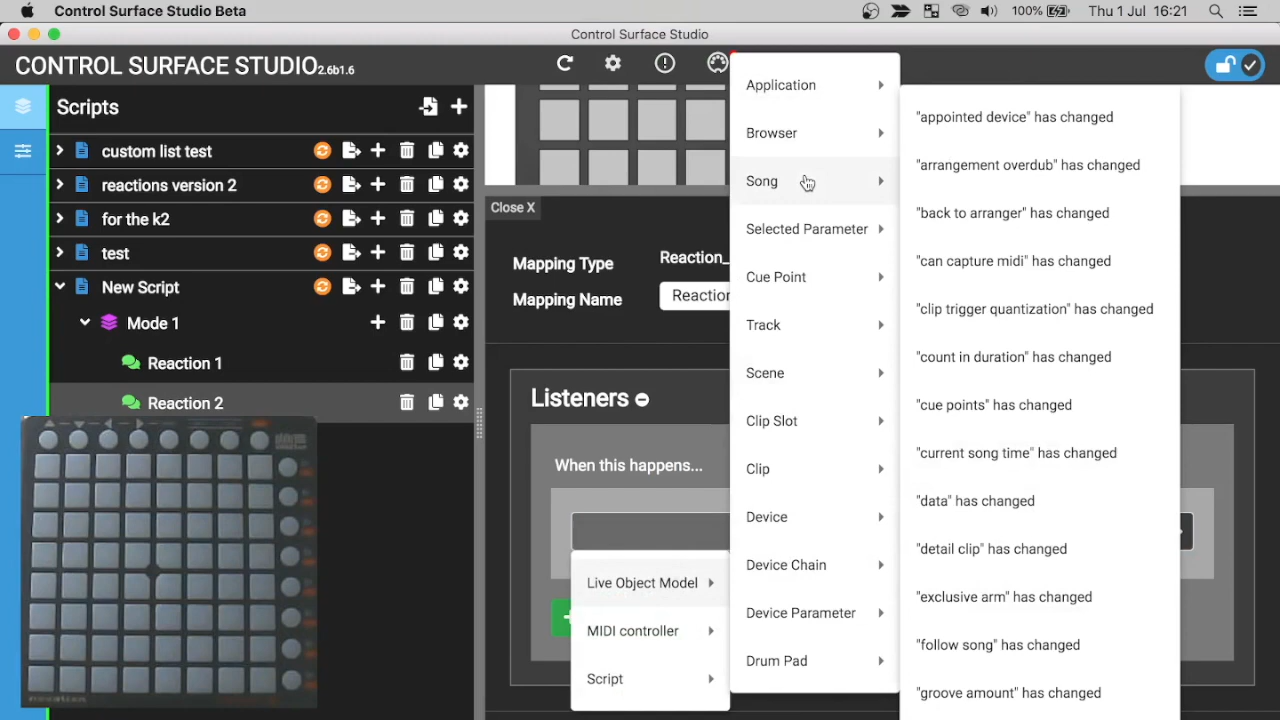 Control Surface Studio Beta
100%
Thu 1 Jul 16:21
Control Surface Studio
CONTROL SURFACE STUDIO2.6b1.6
Scripts
custom list test
reactions version 2
for the k2
test
New Script
Mode 1
Reaction 1
Reaction 2
Close X
Mapping Type
Reaction_
Mapping Name
Reaction
Listeners
When this happens...
Live Object Model
MIDI controller
Script
Application
Browser
Song
Selected Parameter
Cue Point
Track
Scene
Clip Slot
Clip
Device
Device Chain
Device Parameter
Drum Pad
"appointed device" has changed
"arrangement overdub" has changed
"back to arranger" has changed
"can capture midi" has changed
"clip trigger quantization" has changed
"count in duration" has changed
"cue points" has changed
"current song time" has changed
"data" has changed
"detail clip" has changed
"exclusive arm" has changed
"follow song" has changed
"groove amount" has changed